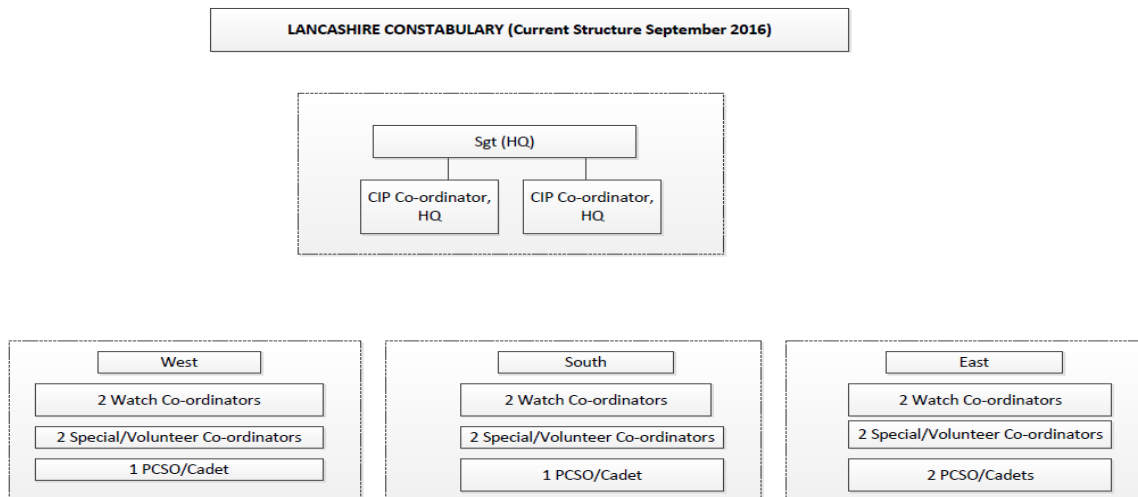 LANCASHIRE CONSTABULARY (Current Structure September 2016)
Sgt (HQ)
CIP Co-ordinator,
HQ
CIP Co-ordinator,
HQ
West
2 Watch Co-ordinators
2 Special/Volunteer Co-ordinators
1 PCSO/Cadet
South
2 Watch Co-ordinators
2 Special/Volunteer Co-ordinators
1 PCSO/Cadet
East
2 Watch Co-ordinators
2 Special/Volunteer Co-ordinators
2 PCSO/Cadets